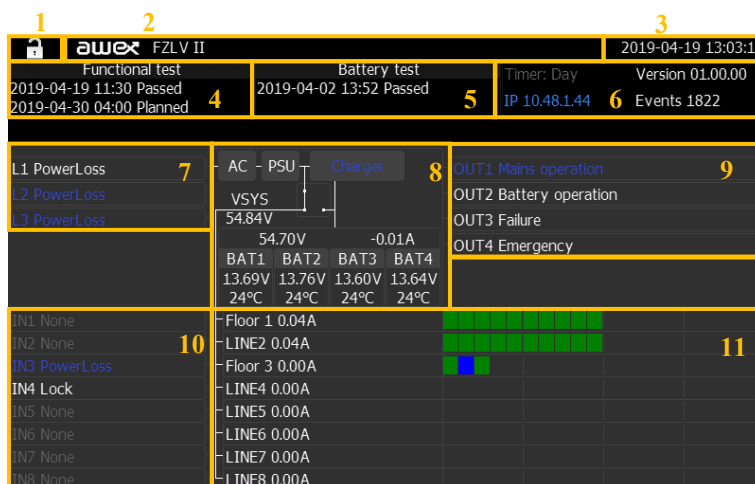 1 2 3
awex FZLV II 2019-04-19 13:03:1
Functional test
2019-04-19 11:30 Passed
2019-04-30 04:00 Planned
4
Battery test
2019-04-02 13:52 Passed
5
Timer: Day Version 01.00.00
IP 10.48.1.44 6 Events 1822
L1 PowerLoss 7
L2 PowerLoss
L3 PowerLoss
AC PSU Charger 8
VSYS
54.84V
54.70V -0.01A
BAT1 BAT2 BAT3 BAT4
13.69V 13.76V 13.60V 13.64V
24°C 24°C 24°C 24°C
OUT1 Mains operation 9
OUT2 Battery operation
OUT3 Failure
OUT4 Emergency
IN1 None
IN2 None 10
IN3 PowerLoss
IN4 Lock
IN5 None
IN6 None
IN7 None
IN8 None
Floor 1 0.04A
LINE2 0.04A 11
Floor 3 0.00A
LINE4 0.00A
LINE5 0.00A
LINE6 0.00A
LINE7 0.00A
LINE8 0.00A